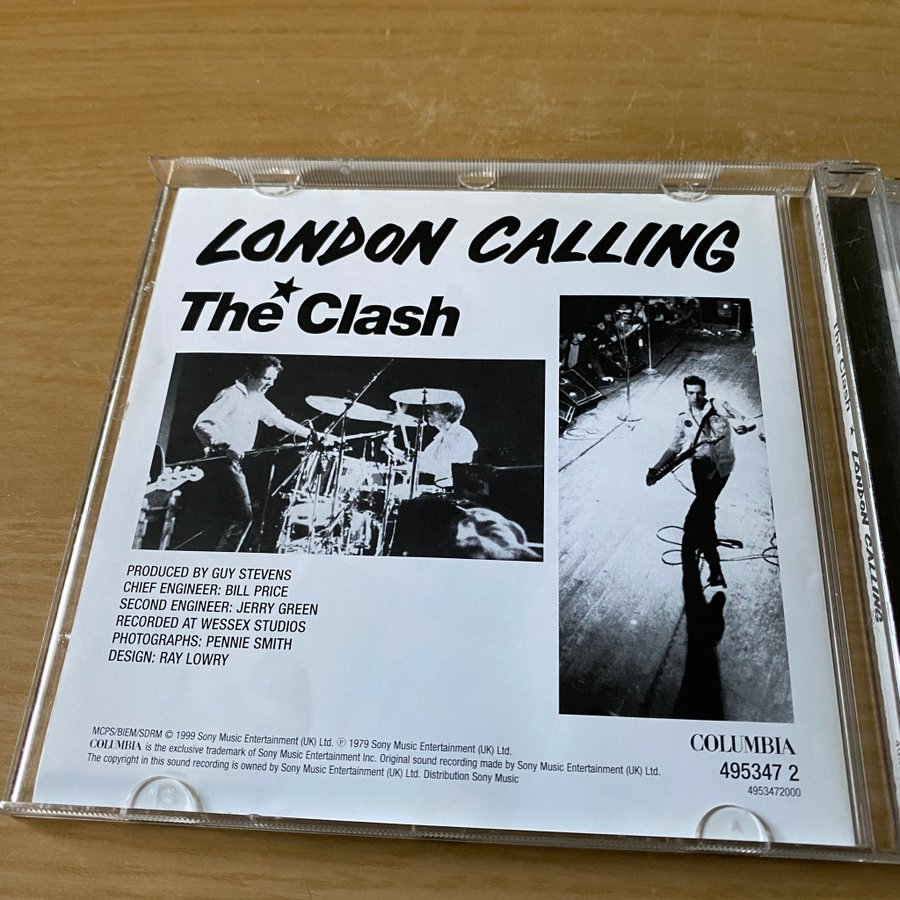 LONDON CALLING
The★Clash
PRODUCED BY GUY STEVENS
CHIEF ENGINEER: BILL PRICE
SECOND ENGINEER: JERRY GREEN
RECORDED AT WESSEX STUDIOS
PHOTOGRAPHS: PENNIE SMITH
DESIGN: RAY LOWRY
MCPS/BIEM/SDRM © 1999 Sony Music Entertainment (UK) Ltd. ℗ 1979 Sony Music Entertainment (UK) Ltd.
COLUMBIA is the exclusive trademark of Sony Music Entertainment Inc. Original sound recording made by Sony Music Entertainment (UK) Ltd.
The copyright in this sound recording is owned by Sony Music Entertainment (UK) Ltd. Distribution Sony Music
COLUMBIA
495347 2
4953472000
The Clash ★ LONDON CALLING